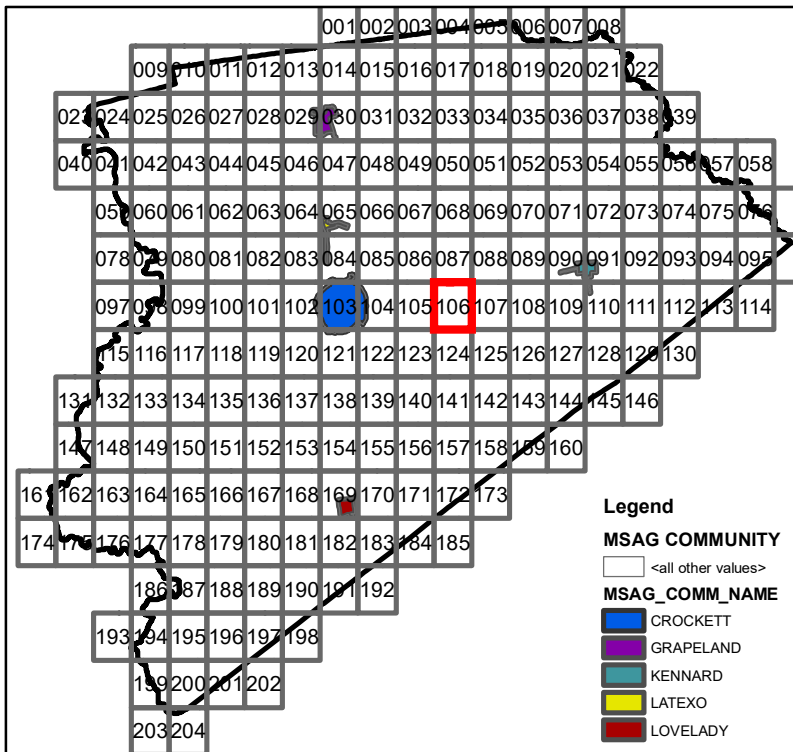 001 002 003 004 005 006 007 008
009 010 011 012 013 014 015 016 017 018 019 020 021 022
023 024 025 026 027 028 029 030 031 032 033 034 035 036 037 038 039
040 041 042 043 044 045 046 047 048 049 050 051 052 053 054 055 056 057 058
059 060 061 062 063 064 065 066 067 068 069 070 071 072 073 074 075 076
078 079 080 081 082 083 084 085 086 087 088 089 090 091 092 093 094 095
097 098 099 100 101 102 103 104 105 106 107 108 109 110 111 112 113 114
115 116 117 118 119 120 121 122 123 124 125 126 127 128 129 130
131 132 133 134 135 136 137 138 139 140 141 142 143 144 145 146
147 148 149 150 151 152 153 154 155 156 157 158 159 160
161 162 163 164 165 166 167 168 169 170 171 172 173
174 175 176 177 178 179 180 181 182 183 184 185
186 187 188 189 190 191 192
193 194 195 196 197 198
199 200 201 202
203 204
Legend
MSAG COMMUNITY
<all other values>
MSAG_COMM_NAME
CROCKETT
GRAPELAND
KENNARD
LATEXO
LOVELADY